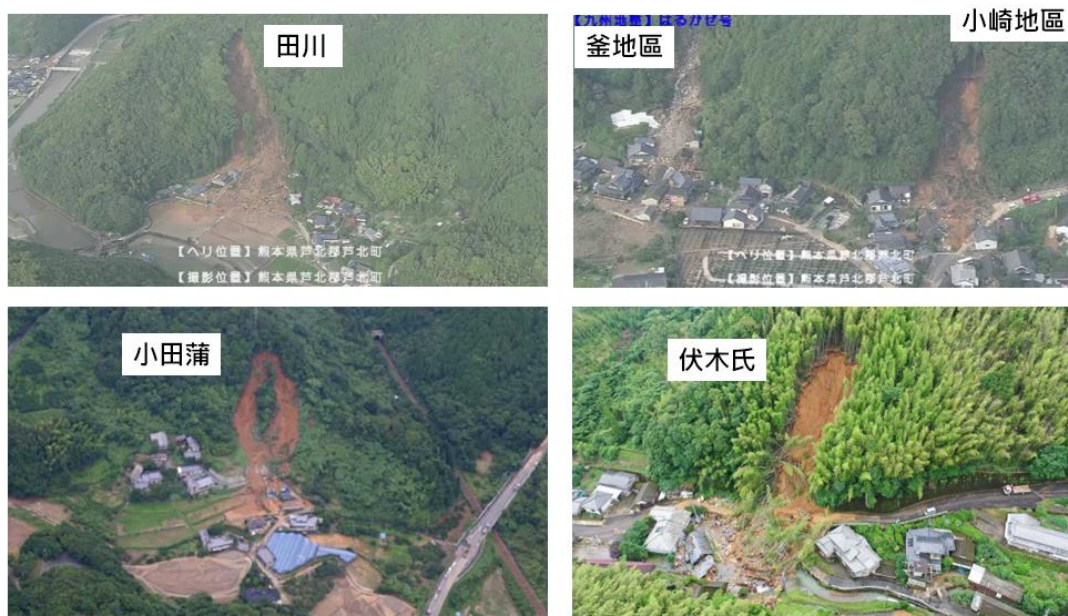 田川
【ヘリ位置】熊本県芦北郡芦北町
【撮影位置】熊本県芦北郡芦北町
【九州地整】はるかぜ号
釜地區
小崎地區
【ヘリ位置】熊本県芦北郡芦北町
【撮影位置】熊本県芦北郡芦北町
小田蒲
伏木氏